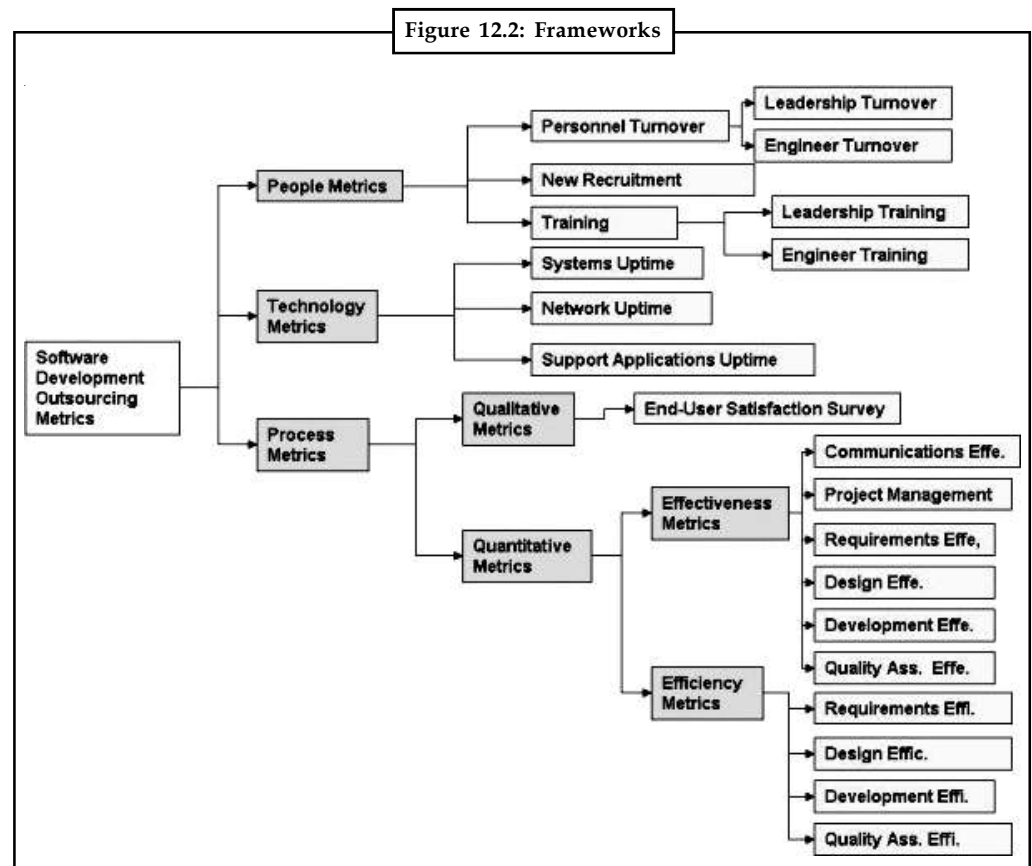 Figure 12.2: Frameworks
Leadership Turnover
Personnel Turnover
Engineer Turnover
People Metrics
New Recruitment
Training
Leadership Training
Engineer Training
Systems Uptime
Technology
Metrics
Network Uptime
Support Applications Uptime
Software
Development
Outsourcing
Metrics
Process
Metrics
Qualitative
Metrics
End-User Satisfaction Survey
Quantitative
Metrics
Effectiveness
Metrics
Communications Effe.
Project Management
Requirements Effe,
Design Effe.
Development Effe.
Quality Ass. Effe.
Efficiency
Metrics
Requirements Effi.
Design Effic.
Development Effi.
Quality Ass. Effi.